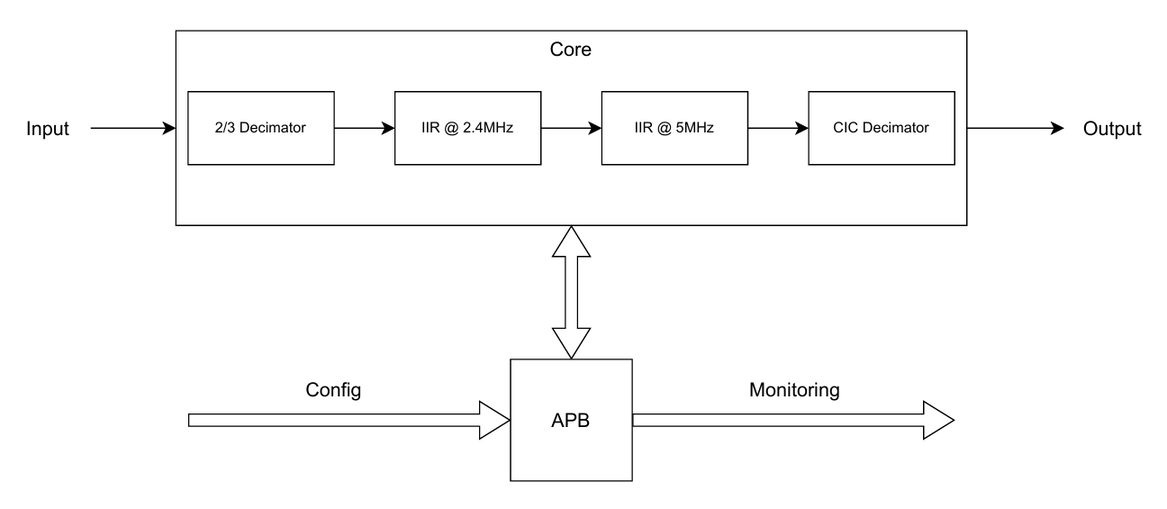 Core
Input
2/3 Decimator
IIR @ 2.4MHz
IIR @ 5MHz
CIC Decimator
Output
Config
APB
Monitoring